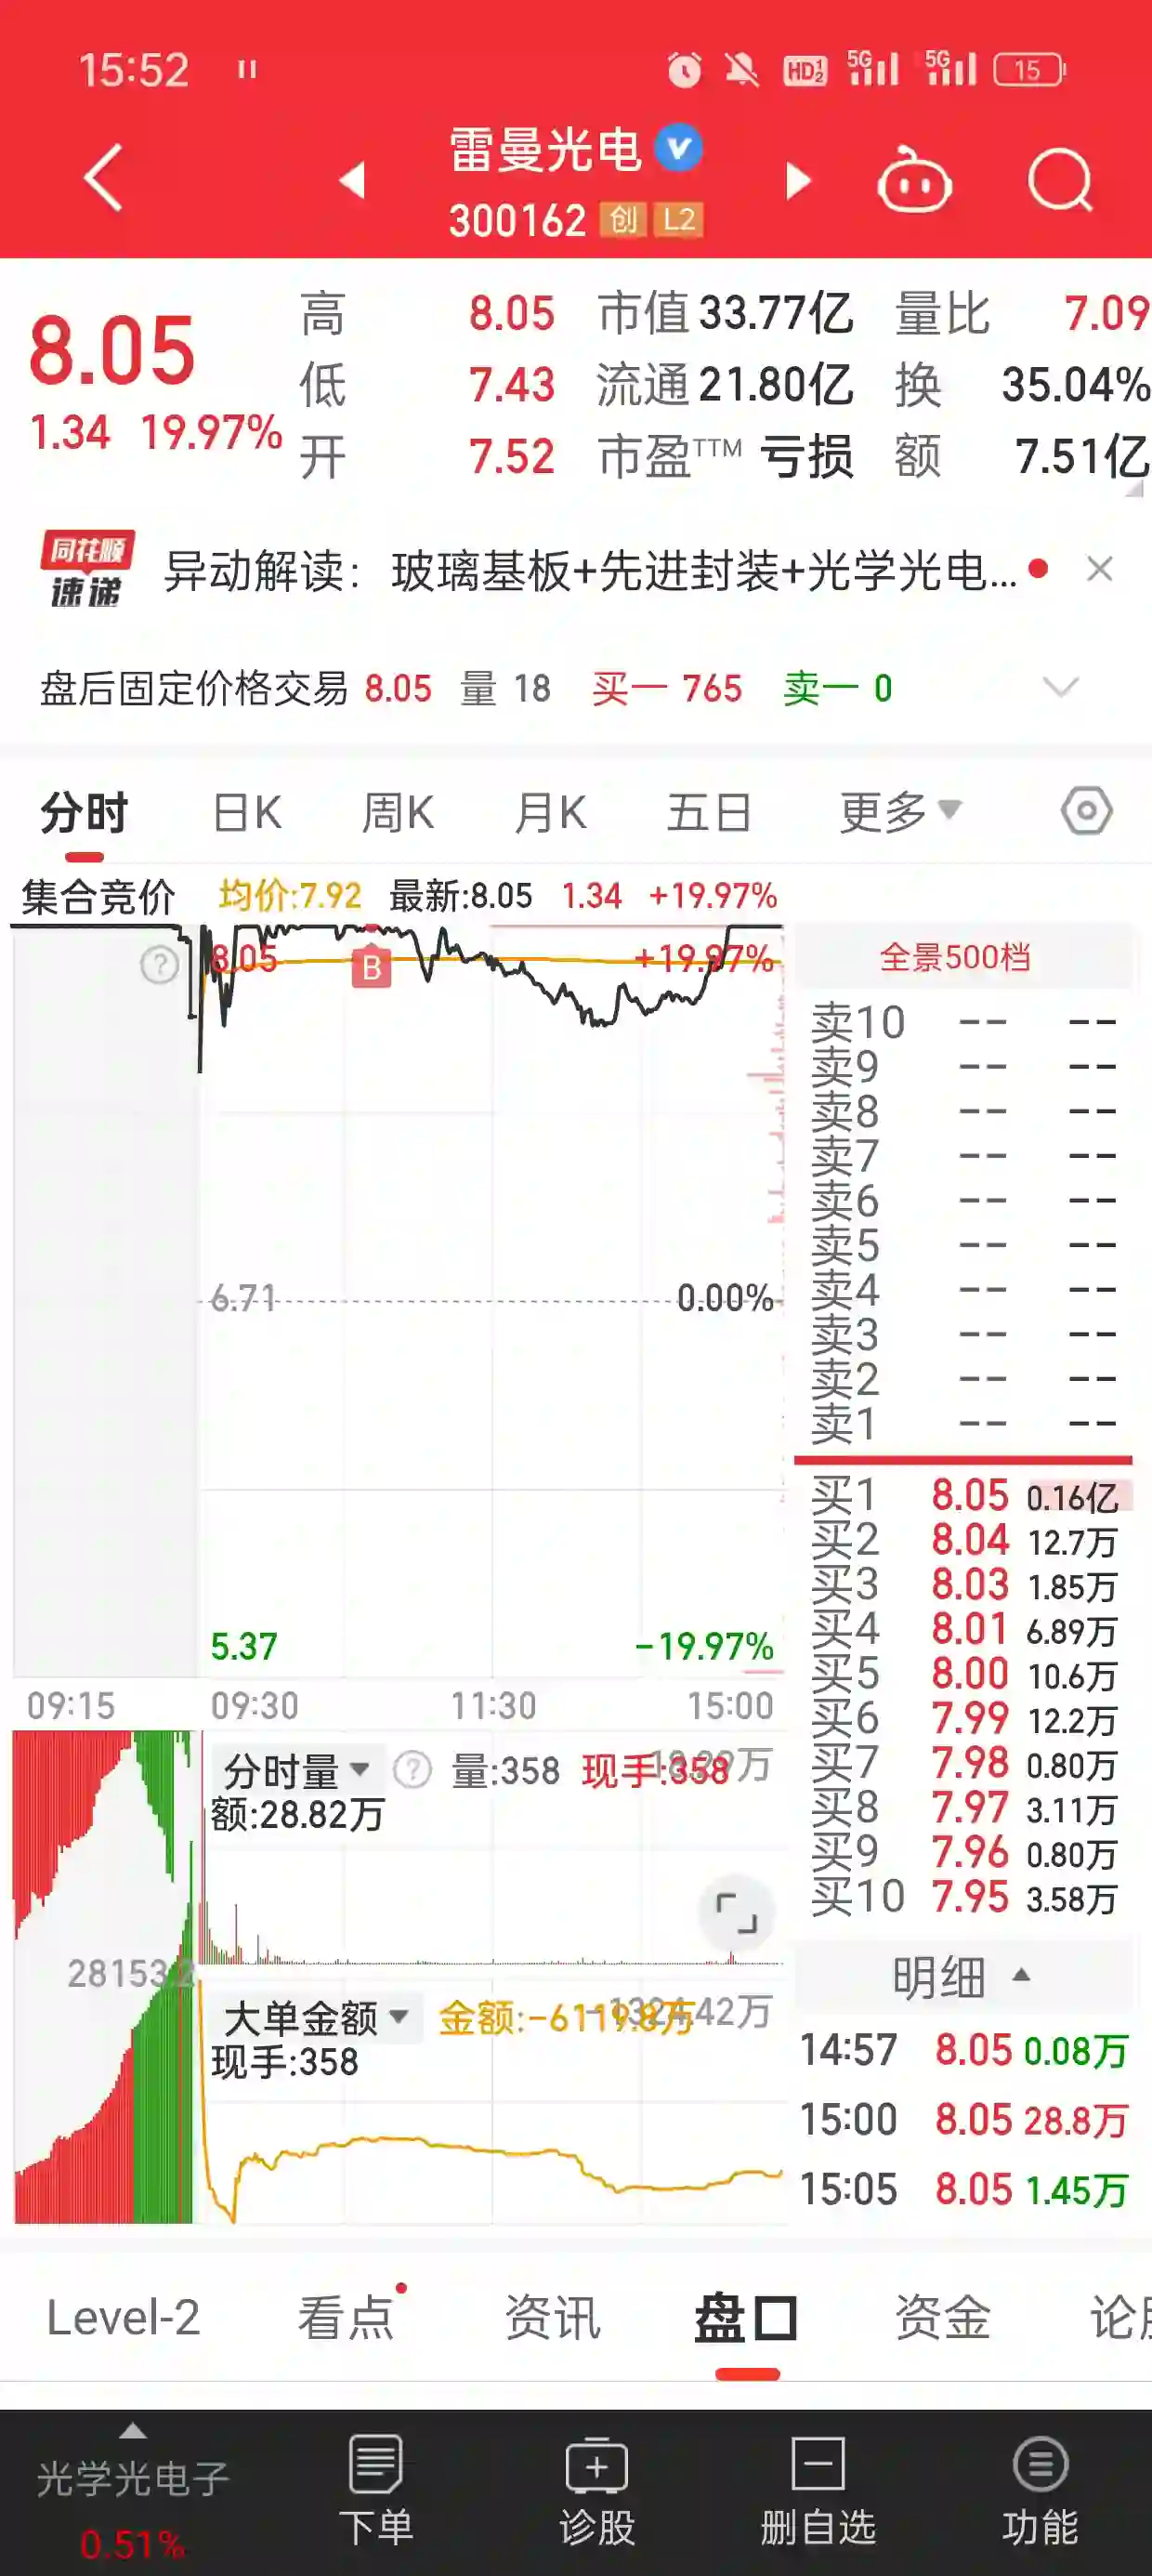 15:52 HD 1 2 5G 5G 15
雷曼光电
300162 创 L2
8.05
1.34 19.97%
高 8.05 市值 33.77亿 量比 7.09
低 7.43 流通 21.80亿 换 35.04%
开 7.52 市盈TTM 亏损 额 7.51亿
同花顺
速递
异动解读：玻璃基板+先进封装+光学光电...
盘后固定价格交易 8.05 量 18 买一 765 卖一 0
分时 日K 周K 月K 五日 更多
集合竞价 均价:7.92 最新:8.05 1.34 +19.97%
? 8.05 B +19.97%
6.71 0.00%
5.37 -19.97%
09:15 09:30 11:30 15:00
分时量 ? 量:358 现手:358
额:28.82万
大单金额 金额:-6119.8万
现手:358
全景500档
卖10 -- --
卖9 -- --
卖8 -- --
卖7 -- --
卖6 -- --
卖5 -- --
卖4 -- --
卖3 -- --
卖2 -- --
卖1 -- --
买1 8.05 0.16亿
买2 8.04 12.7万
买3 8.03 1.85万
买4 8.01 6.89万
买5 8.00 10.6万
买6 7.99 12.2万
买7 7.98 0.80万
买8 7.97 3.11万
买9 7.96 0.80万
买10 7.95 3.58万
明细
14:57 8.05 0.08万
15:00 8.05 28.8万
15:05 8.05 1.45万
Level-2 看点 资讯 盘口 资金
光学光电子
0.51%
下单 诊股 删自选 功能